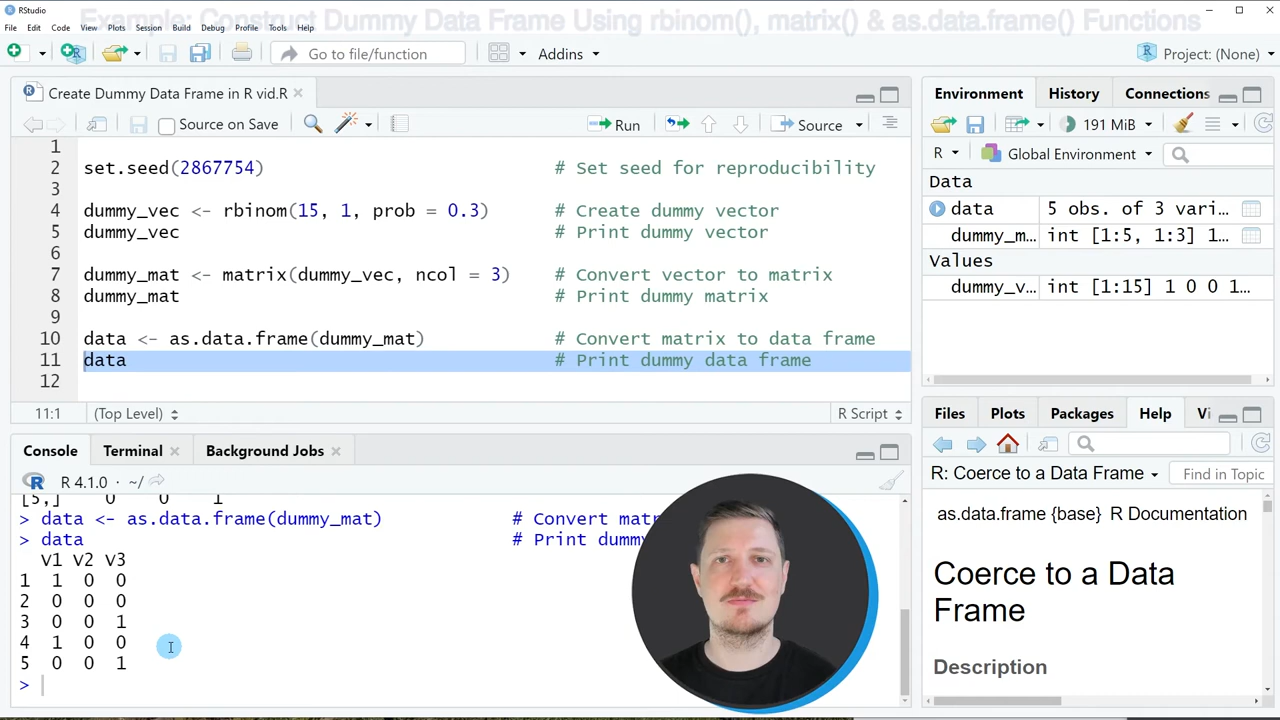 RStudio
Example: Construct Dummy Data Frame Using rbinom(), matrix() & as.data.frame() Functions
File Edit Code View Plots Session Build Debug Profile Tools Help
Go to file/function Addins Project: (None)
Create Dummy Data Frame in R vid.R
Source on Save Run Source
1
2 set.seed(2867754) # Set seed for reproducibility
3
4 dummy_vec <- rbinom(15, 1, prob = 0.3) # Create dummy vector
5 dummy_vec # Print dummy vector
6
7 dummy_mat <- matrix(dummy_vec, ncol = 3) # Convert vector to matrix
8 dummy_mat # Print dummy matrix
9
10 data <- as.data.frame(dummy_mat) # Convert matrix to data frame
11 data # Print dummy data frame
12
11:1 (Top Level) R Script
Console Terminal Background Jobs
R 4.1.0 · ~/
[5,] 0 0 1
> data <- as.data.frame(dummy_mat) # Convert matr
> data # Print dummy
V1 V2 V3
1 1 0 0
2 0 0 0
3 0 0 1
4 1 0 0
5 0 0 1
>
Environment History Connections
191 MiB
R Global Environment
Data
data 5 obs. of 3 vari...
dummy_m... int [1:5, 1:3] 1...
Values
dummy_v... int [1:15] 1 0 0 1...
Files Plots Packages Help Vi
R: Coerce to a Data Frame Find in Topic
as.data.frame {base} R Documentation
Coerce to a Data
Frame
Description